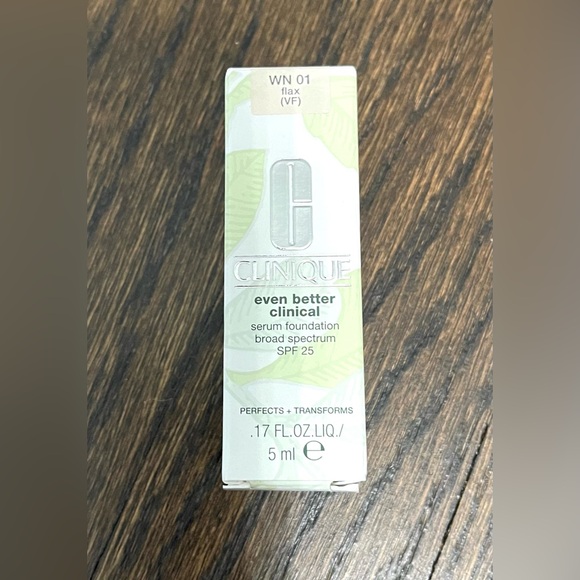 WN 01
flax
(VF)
C
CLINIQUE
even better
clinical
serum foundation
broad spectrum
SPF 25
PERFECTS + TRANSFORMS
.17 FL.OZ.LIQ./
5 ml ℮